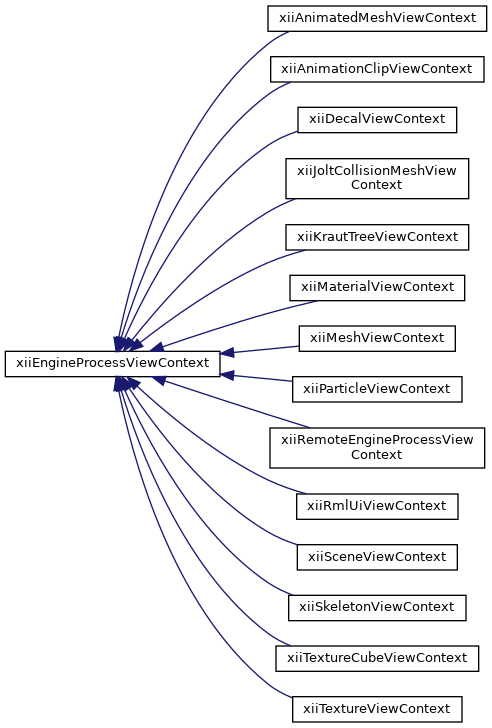 xiiAnimatedMeshViewContext
xiiAnimationClipViewContext
xiiDecalViewContext
xiiJoltCollisionMeshView
Context
xiiKrautTreeViewContext
xiiMaterialViewContext
xiiMeshViewContext
xiiEngineProcessViewContext
xiiParticleViewContext
xiiRemoteEngineProcessView
Context
xiiRmlUiViewContext
xiiSceneViewContext
xiiSkeletonViewContext
xiiTextureCubeViewContext
xiiTextureViewContext